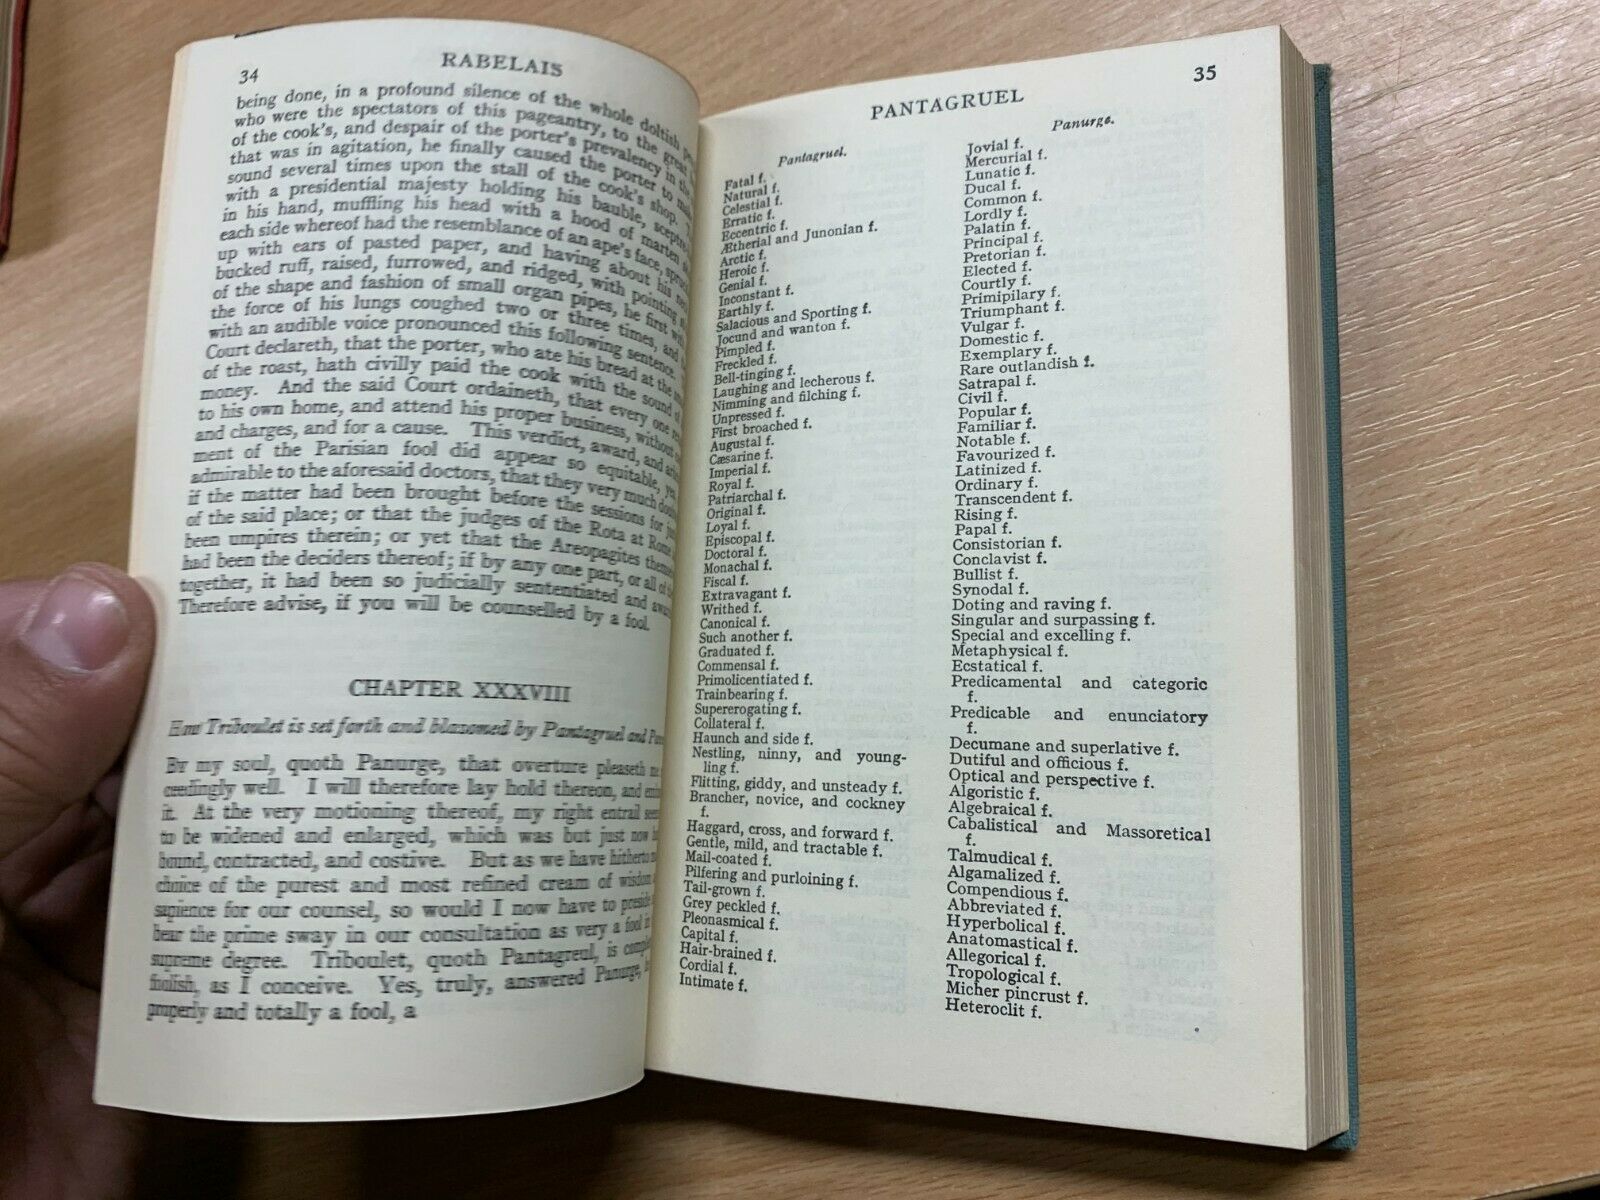 34
RABELAIS
being done, in a profound silence of the whole doltish
who were the spectators of this pageantry, to the great
of the cook's, and despair of the porter's prevalency in the
that was in agitation, he finally caused the porter to
sound several times upon the stall of the cook's shop.
with a presidential majesty holding his bauble,
in his hand, muffling his head with a hood of marten
each side whereof had the resemblance of an ape's face,
up with ears of pasted paper, and having about his
bucked ruff, raised, furrowed, and ridged, with pointing
of the shape and fashion of small organ pipes, he first with
the force of his lungs coughed two or three times, and
with an audible voice pronounced this following sentence.
Court declareth, that the porter, who ate his bread at the
of the roast, hath civilly paid the cook with the sound of
money. And the said Court ordaineth, that every one
to his own home, and attend his proper business, without
and charges, and for a cause. This verdict, award, and
ment of the Parisian fool did appear so equitable,
admirable to the aforesaid doctors, that they very much
if the matter had been brought before the sessions for
of the said place; or that the judges of the Rota at Rome
been umpires therein; or yet that the Areopagites
had been the deciders thereof; if by any one part, or all of
together, it had been so judicially sententiated and
Therefore advise, if you will be counselled by a fool.
CHAPTER XXXVIII
How Triboulet is set forth and blazoned by Pantagruel and
By my soul, quoth Panurge, that overture pleaseth
ceedingly well. I will therefore lay hold thereon, and
it. At the very motioning thereof, my right entrail
to be widened and enlarged, which was but just now
bound, contracted, and costive. But as we have hitherto
choice of the purest and most refined cream of wisdom
sapience for our counsel, so would I now have to preside
bear the prime sway in our consultation as very a fool in
supreme degree. Triboulet, quoth Pantagreul, is
foolish, as I conceive. Yes, truly, answered Panurge,
properly and totally a fool, a
35
PANTAGRUEL
Pantagruel.
Fatal f.
Natural f.
Celestial f.
Erratic f.
Eccentric f.
Ætherial and Junonian f.
Arctic f.
Heroic f.
Genial f.
Inconstant f.
Earthly f.
Salacious and Sporting f.
Jocund and wanton f.
Pimpled f.
Freckled f.
Bell-tinging f.
Laughing and lecherous f.
Nimming and filching f.
Unpressed f.
First broached f.
Augustal f.
Cæsarine f.
Imperial f.
Royal f.
Patriarchal f.
Original f.
Loyal f.
Episcopal f.
Doctoral f.
Monachal f.
Fiscal f.
Extravagant f.
Writhed f.
Canonical f.
Such another f.
Graduated f.
Commensal f.
Primolicentiated f.
Trainbearing f.
Supererogating f.
Collateral f.
Haunch and side f.
Nestling, ninny, and young-
ling f.
Flitting, giddy, and unsteady f.
Brancher, novice, and cockney
f.
Haggard, cross, and forward f.
Gentle, mild, and tractable f.
Mail-coated f.
Pilfering and purloining f.
Tail-grown f.
Grey peckled f.
Pleonasmical f.
Capital f.
Hair-brained f.
Cordial f.
Intimate f.
Panurge.
Jovial f.
Mercurial f.
Lunatic f.
Ducal f.
Common f.
Lordly f.
Palatin f.
Principal f.
Pretorian f.
Elected f.
Courtly f.
Primipilary f.
Triumphant f.
Vulgar f.
Domestic f.
Exemplary f.
Rare outlandish f.
Satrapal f.
Civil f.
Popular f.
Familiar f.
Notable f.
Favourized f.
Latinized f.
Ordinary f.
Transcendent f.
Rising f.
Papal f.
Consistorian f.
Conclavist f.
Bullist f.
Synodal f.
Doting and raving f.
Singular and surpassing f.
Special and excelling f.
Metaphysical f.
Ecstatical f.
Predicamental and categoric
f.
Predicable and enunciatory
f.
Decumane and superlative f.
Dutiful and officious f.
Optical and perspective f.
Algoristic f.
Algebraical f.
Cabalistical and Massoretical
f.
Talmudical f.
Algamalized f.
Compendious f.
Abbreviated f.
Hyperbolical f.
Anatomastical f.
Allegorical f.
Tropological f.
Micher pincrust f.
Heteroclit f.